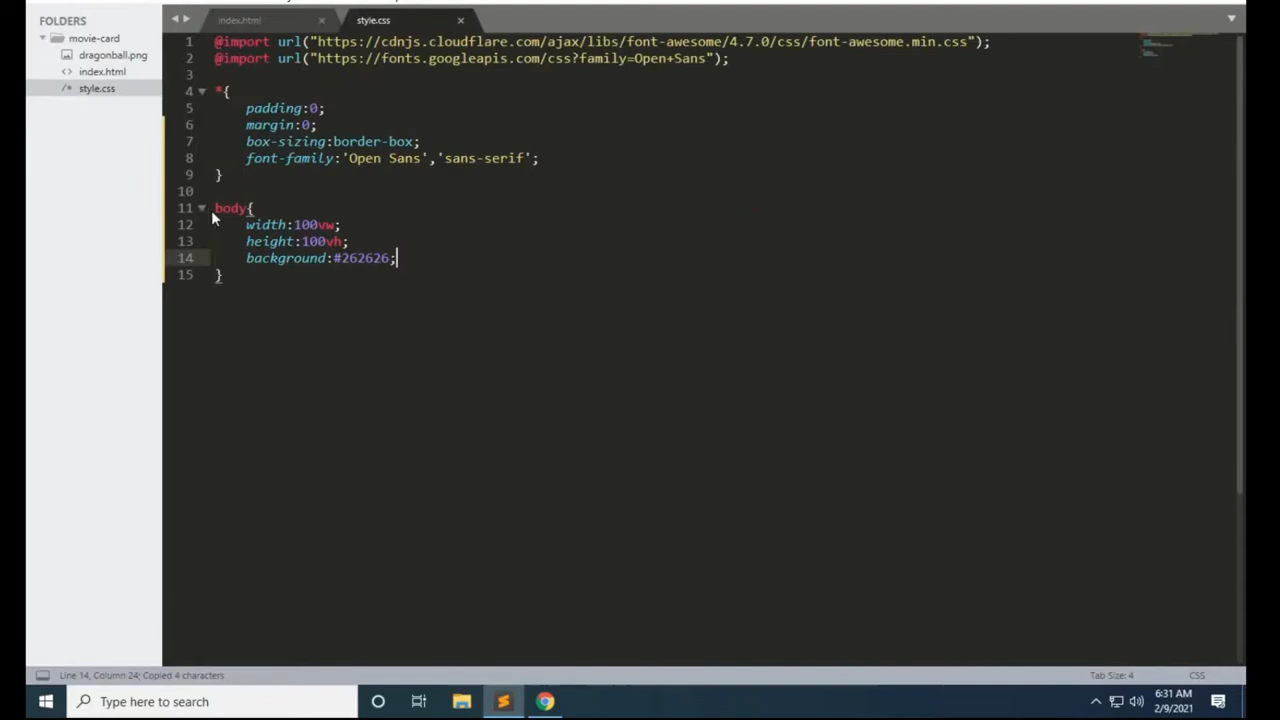 FOLDERS
movie-card
dragonball.png
<> index.html
/* style.css
index.html ×
style.css ×
1 @import url("https://cdnjs.cloudflare.com/ajax/libs/font-awesome/4.7.0/css/font-awesome.min.css");
2 @import url("https://fonts.googleapis.com/css?family=Open+Sans");
3
4 *{
5 padding:0;
6 margin:0;
7 box-sizing:border-box;
8 font-family:'Open Sans','sans-serif';
9 }
10
11 body{
12 width:100vw;
13 height:100vh;
14 background:#262626;
15 }
Line 14, Column 24; Copied 4 characters
Tab Size: 4
CSS
Type here to search
6:31 AM
2/9/2021